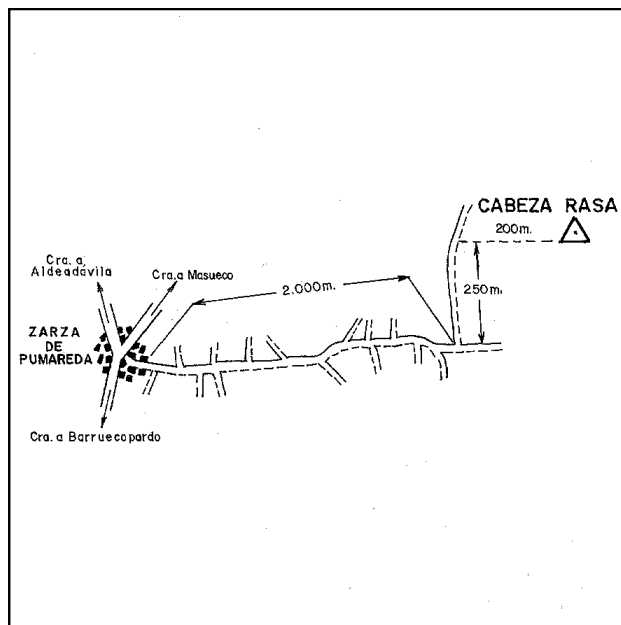 CABEZA RASA
200m.
Cra. a
Aldeadávila
Cra. a Masueco
2.000m.
250m.
ZARZA
DE
PUMAREDA
Cra. a Barruecopardo